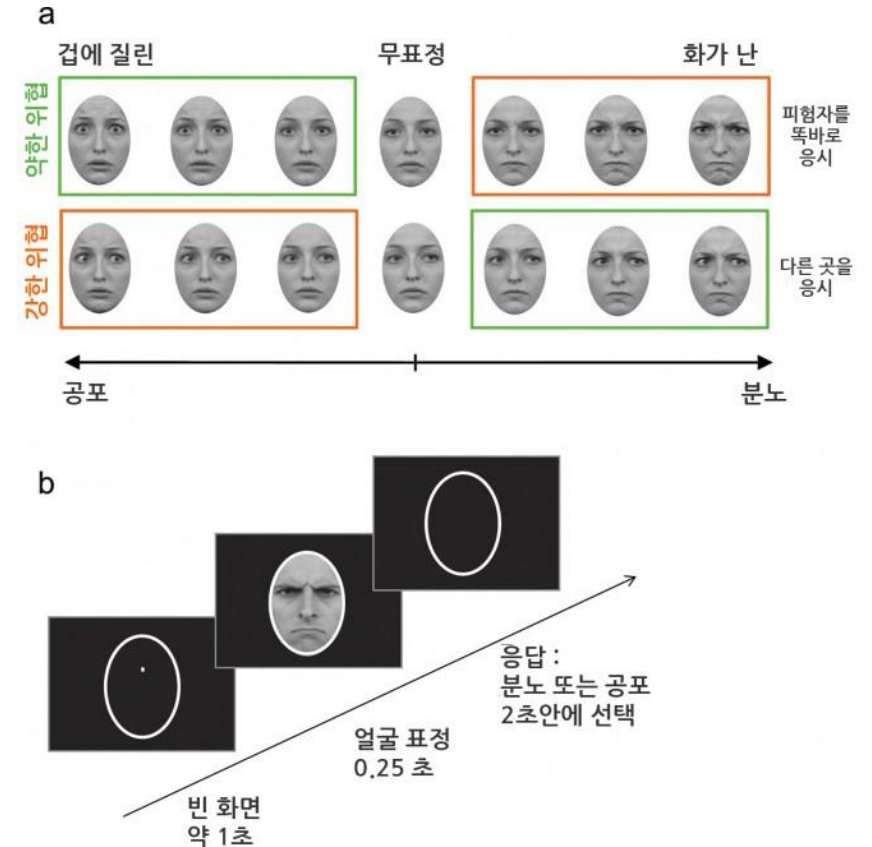 a
겁에 질린
무표정
화가 난
약한 위협
피험자를
똑바로
응시
강한 위협
다른 곳을
응시
공포
분노
b
응답 :
분노 또는 공포
2초안에 선택
얼굴 표정
0.25 초
빈 화면
약 1초